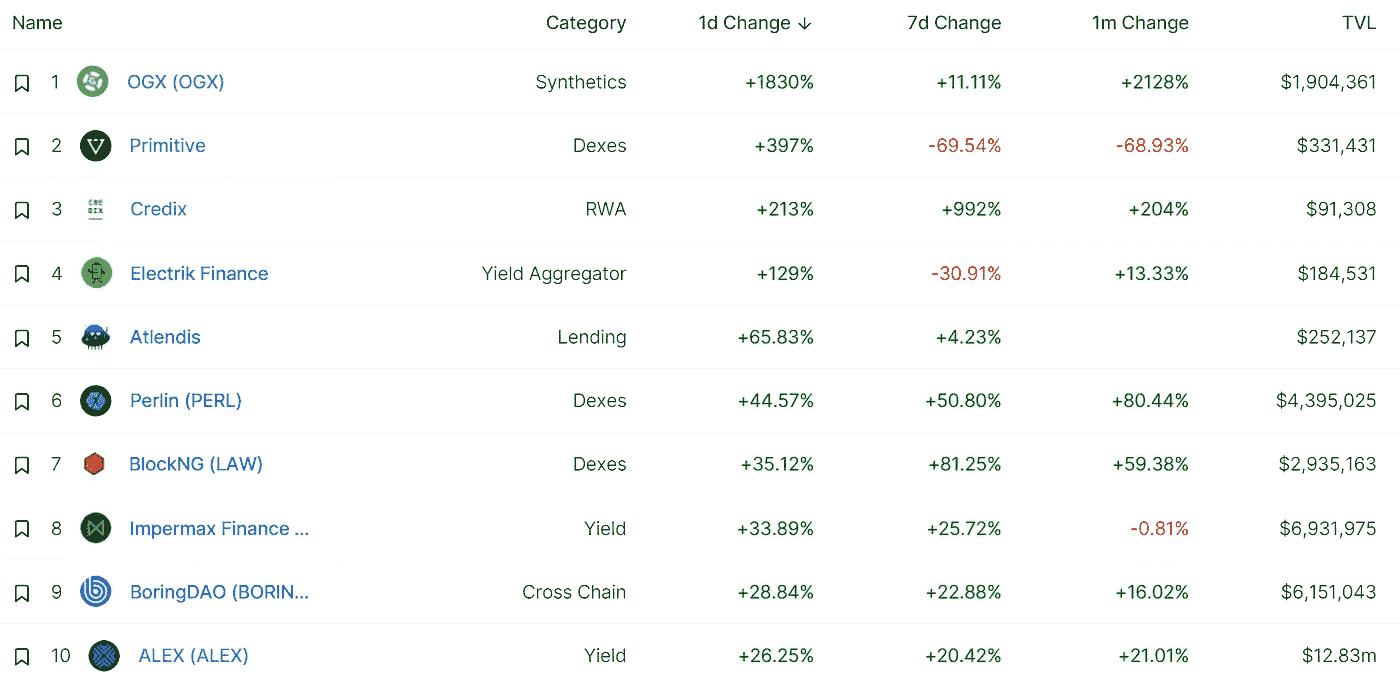 Name Category 1d Change ↓ 7d Change 1m Change TVL
1 OGX (OGX) Synthetics +1830% +11.11% +2128% $1,904,361
2 Primitive Dexes +397% -69.54% -68.93% $331,431
3 CRE DIX Credix RWA +213% +992% +204% $91,308
4 Electrik Finance Yield Aggregator +129% -30.91% +13.33% $184,531
5 Atlendis Lending +65.83% +4.23% $252,137
6 Perlin (PERL) Dexes +44.57% +50.80% +80.44% $4,395,025
7 BlockNG (LAW) Dexes +35.12% +81.25% +59.38% $2,935,163
8 Impermax Finance ... Yield +33.89% +25.72% -0.81% $6,931,975
9 BoringDAO (BORIN... Cross Chain +28.84% +22.88% +16.02% $6,151,043
10 ALEX (ALEX) Yield +26.25% +20.42% +21.01% $12.83m